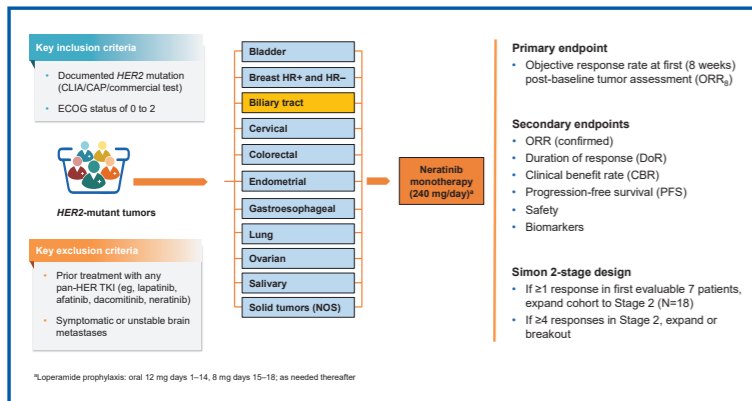 Key inclusion criteria
• Documented HER2 mutation
(CLIA/CAP/commercial test)
• ECOG status of 0 to 2
HER2-mutant tumors
Key exclusion criteria
• Prior treatment with any
pan-HER TKI (eg, lapatinib,
afatinib, dacomitinib, neratinib)
• Symptomatic or unstable brain
metastases
Bladder
Breast HR+ and HR–
Biliary tract
Cervical
Colorectal
Endometrial
Gastroesophageal
Lung
Ovarian
Salivary
Solid tumors (NOS)
Neratinib
monotherapy
(240 mg/day)ᵃ
Primary endpoint
• Objective response rate at first (8 weeks)
post-baseline tumor assessment (ORR₈)
Secondary endpoints
• ORR (confirmed)
• Duration of response (DoR)
• Clinical benefit rate (CBR)
• Progression-free survival (PFS)
• Safety
• Biomarkers
Simon 2-stage design
• If ≥1 response in first evaluable 7 patients,
expand cohort to Stage 2 (N=18)
• If ≥4 responses in Stage 2, expand or
breakout
ᵃLoperamide prophylaxis: oral 12 mg days 1–14, 8 mg days 15–18; as needed thereafter